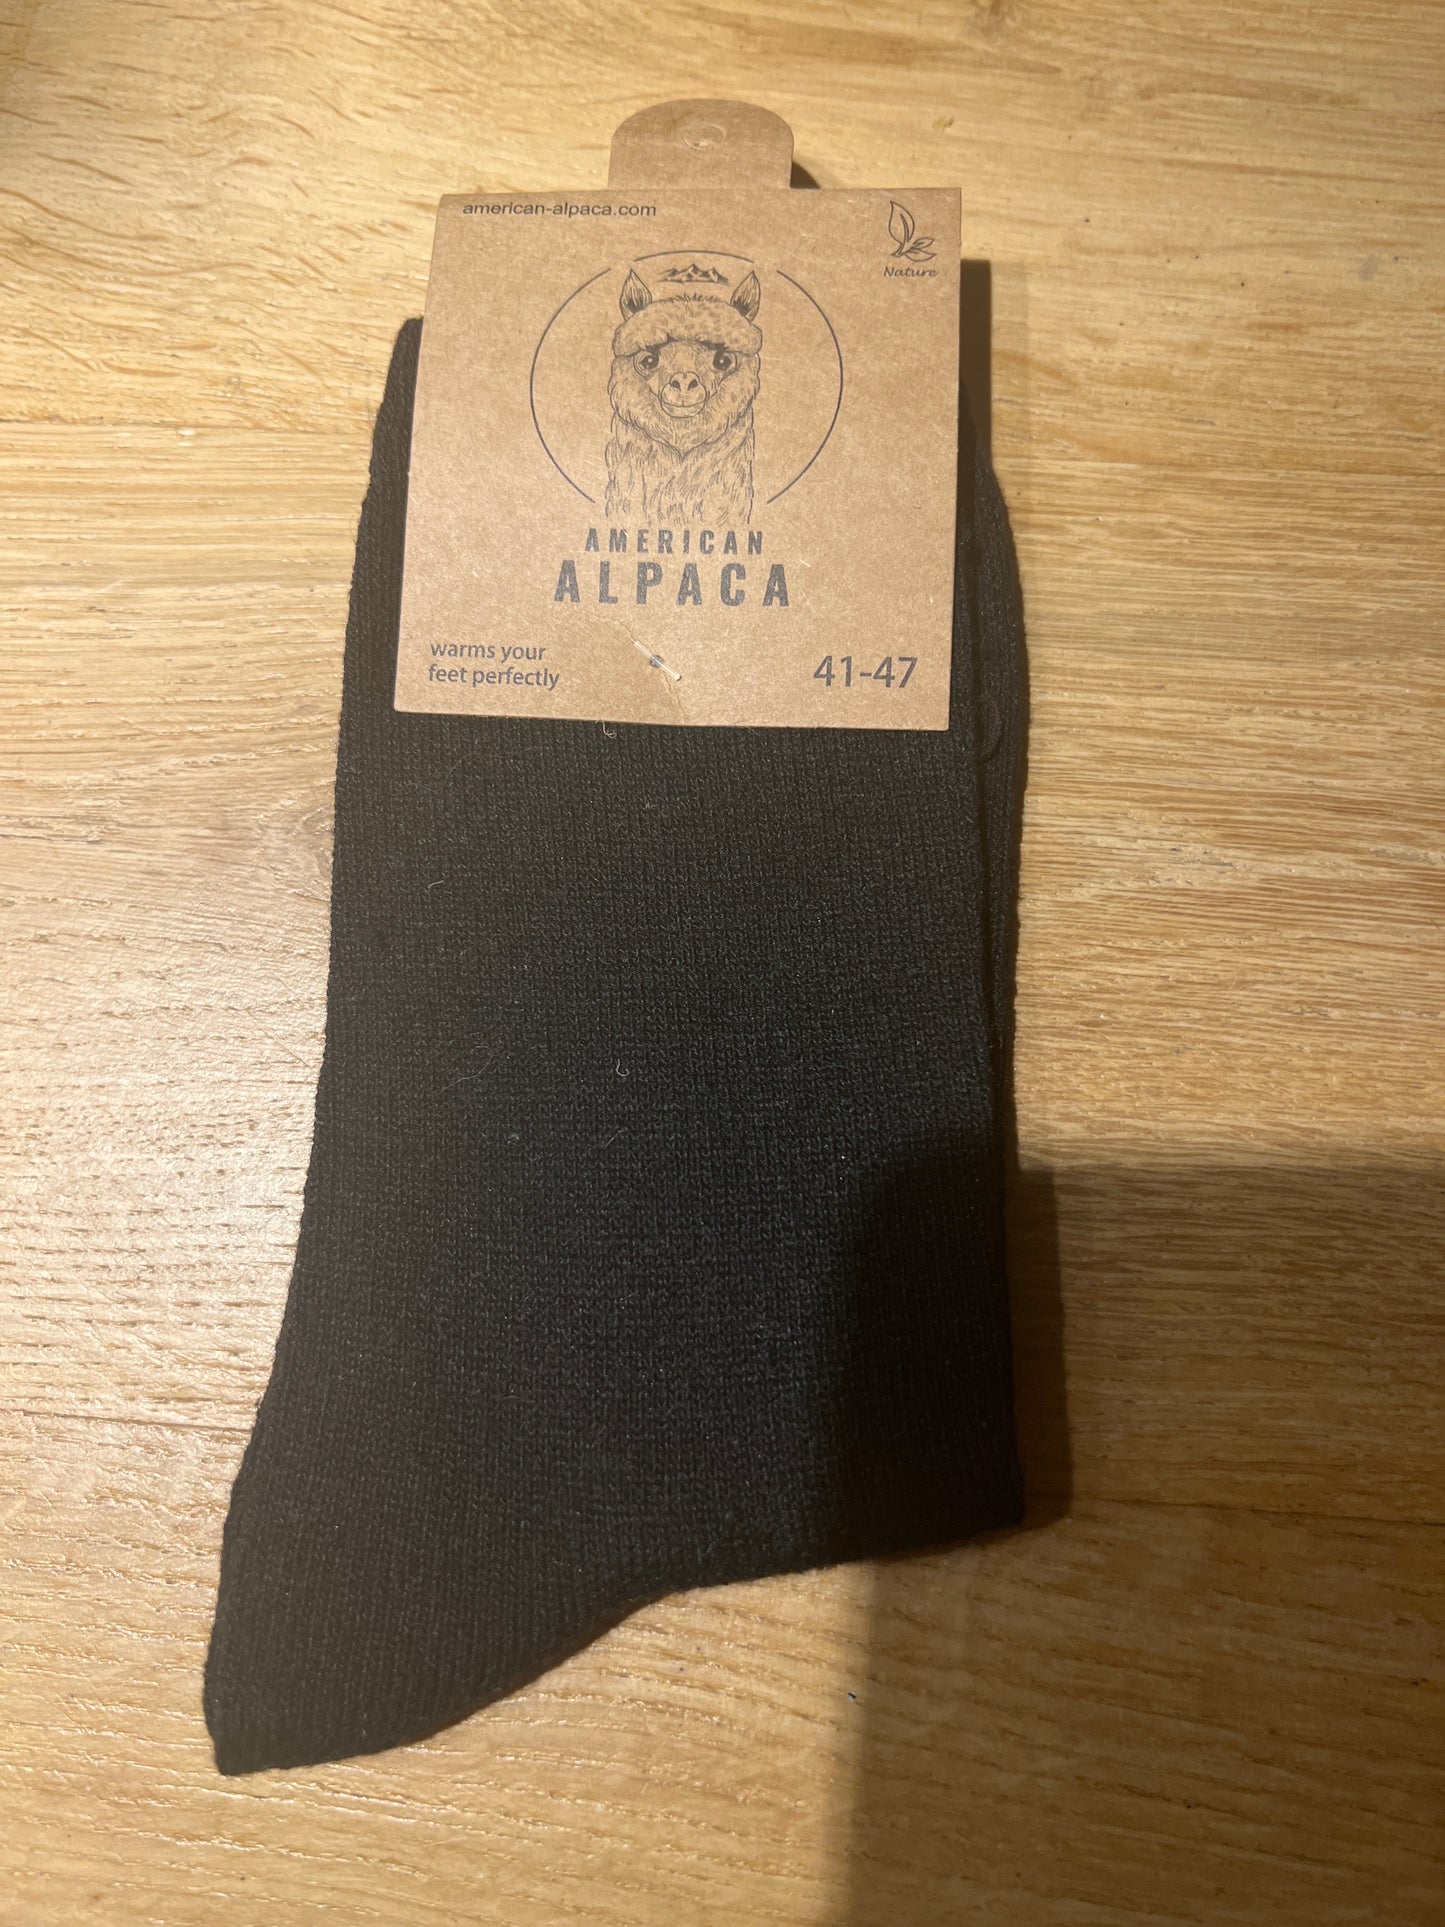 american-alpaca.com
Nature
AMERICAN
ALPACA
warms your
feet perfectly
41-47